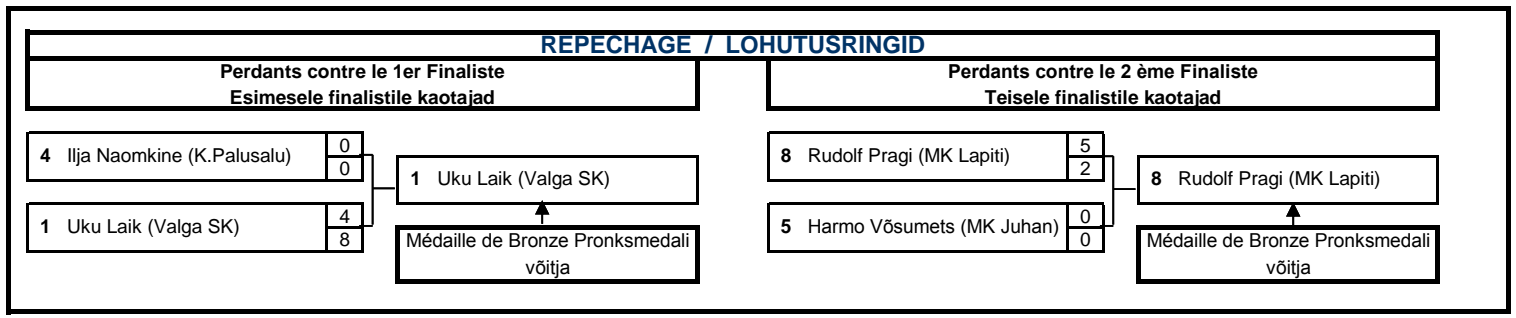 REPECHAGE / LOHUTUSRINGID
Perdants contre le 1er Finaliste
Esimesele finalistile kaotajad
Perdants contre le 2 ème Finaliste
Teisele finalistile kaotajad
4 Ilja Naomkine (K.Palusalu) 0
0
1 Uku Laik (Valga SK)
1 Uku Laik (Valga SK) 4
8
Médaille de Bronze Pronksmedali
võitja
8 Rudolf Pragi (MK Lapiti) 5
2
8 Rudolf Pragi (MK Lapiti)
5 Harmo Võsumets (MK Juhan) 0
0
Médaille de Bronze Pronksmedali
võitja